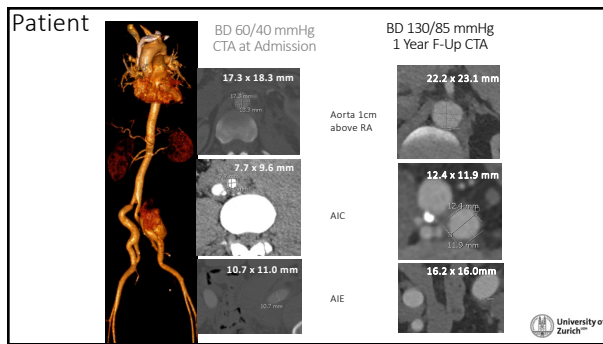 Patient
BD 60/40 mmHg
CTA at Admission
BD 130/85 mmHg
1 Year F-Up CTA
17.3 x 18.3 mm
17.3 mm
Aorta 1cm
above RA
22.2 x 23.1 mm
7.7 x 9.6 mm
AIC
12.4 x 11.9 mm
12.4 mm
11.9 mm
10.7 x 11.0 mm
10.7 mm
AIE
16.2 x 16.0mm
University of
Zurich